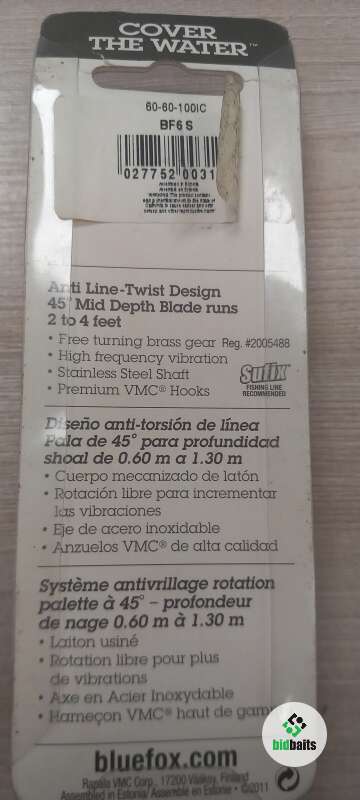 COVER
THE WATER™
60-60-100IC
BF6 S
027752 0031
Anti Line-Twist Design
45° Mid Depth Blade runs
2 to 4 feet
• Free turning brass gear Reg. #2005488
• High frequency vibration
• Stainless Steel Shaft
• Premium VMC® Hooks
Sufix
FISHING LINE
RECOMMENDED
Diseño anti-torsión de línea
Pala de 45° para profundidad
shoal de 0.60 m a 1.30 m
• Cuerpo mecanizado de latón
• Rotación libre para incrementar
las vibraciones
• Eje de acero inoxidable
• Anzuelos VMC® de alta calidad
Système antivrillage rotation
palette à 45° – profondeur
de nage 0.60 m à 1.30 m
• Laiton usiné
• Rotation libre pour plus
de vibrations
• Axe en Acier Inoxydable
• Hameçon VMC® haut de gam
bidbaits
bluefox.com
Rapala VMC Corp., 17200 Vääksy, Finland
Assembled in Estonia/ Assemble en Estonie • ©2011